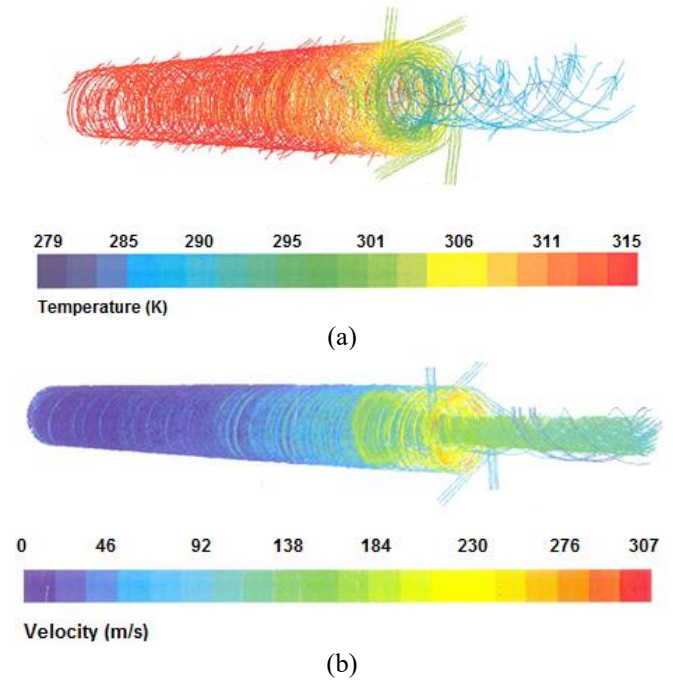 279 285 290 295 301 306 311 315
Temperature (K)
(a)
0 46 92 138 184 230 276 307
Velocity (m/s)
(b)